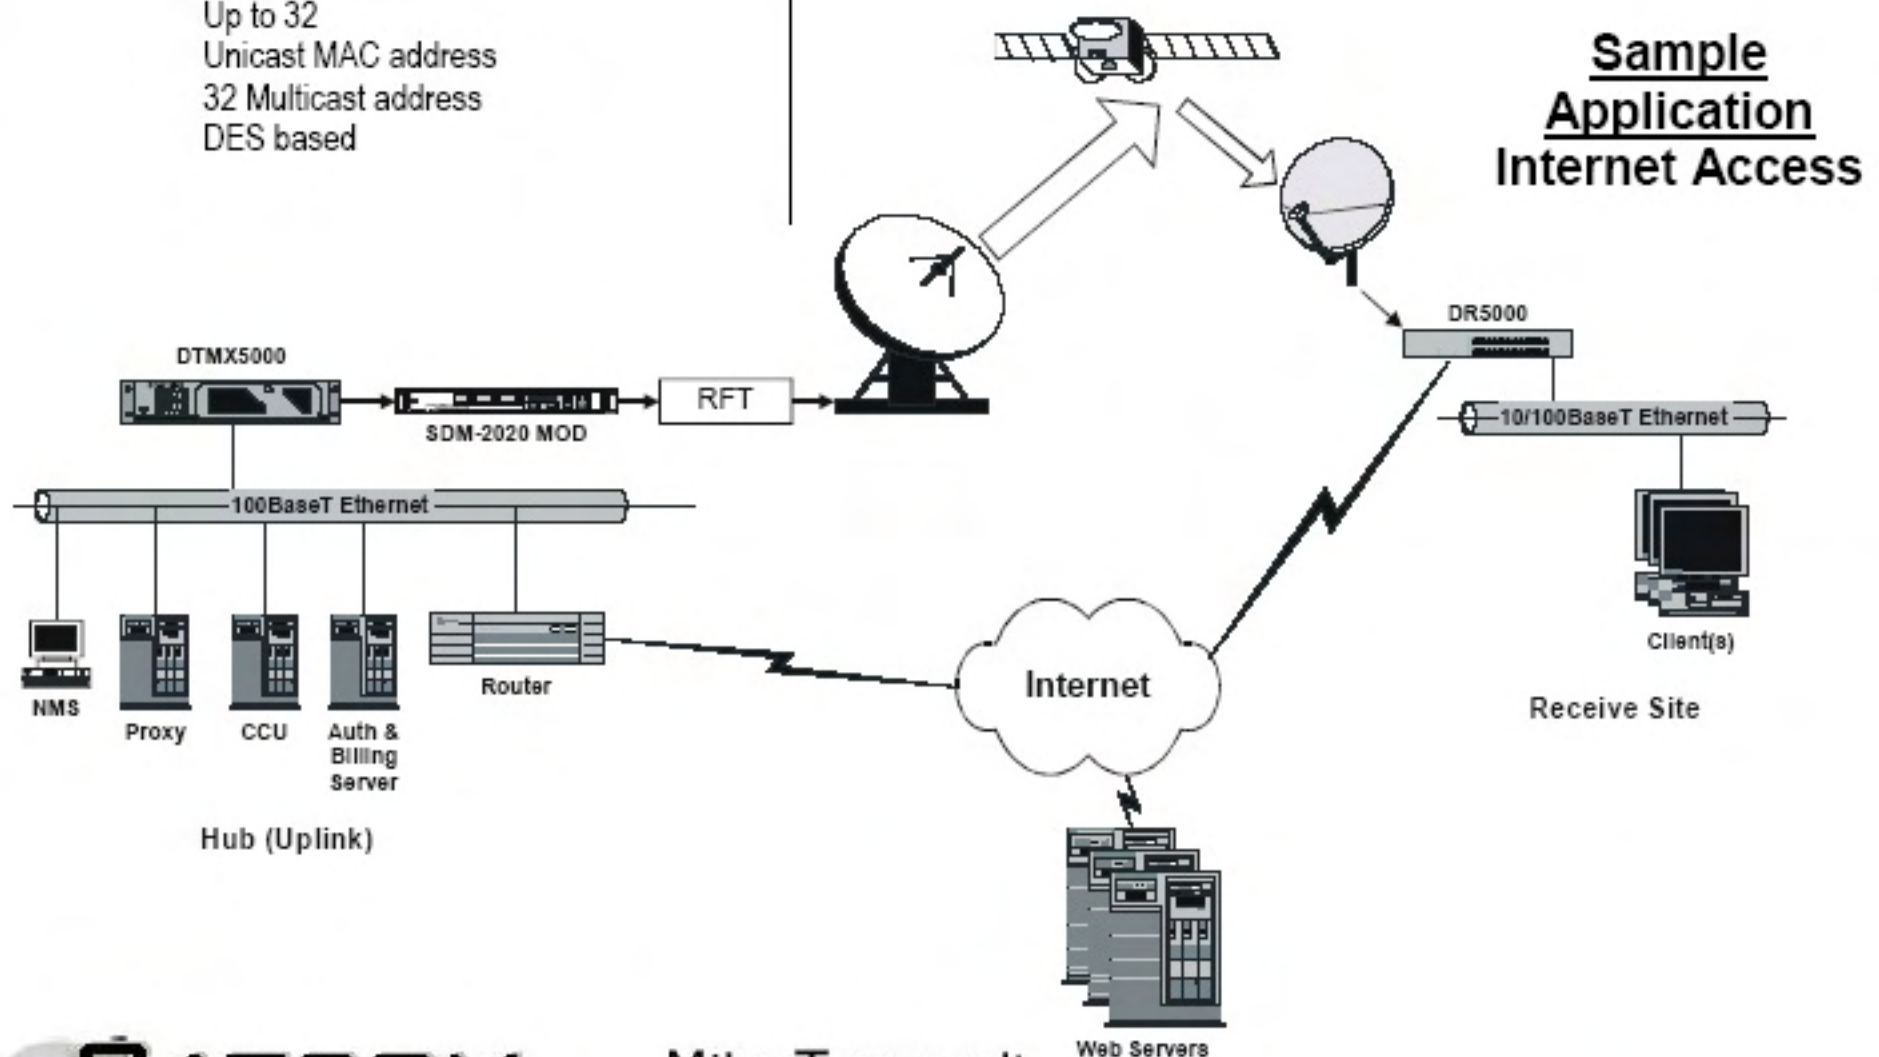 Up to 32
Unicast MAC address
32 Multicast address
DES based
Sample
Application
Internet Access
DR5000
DTMX5000
RFT
SDM-2020 MOD
10/100BaseT Ethernet
100BaseT Ethernet
Client(s)
Internet
Router
NMS
Receive Site
Proxy
CCU
Auth &
Billing
Server
Hub (Uplink)
Web Servers